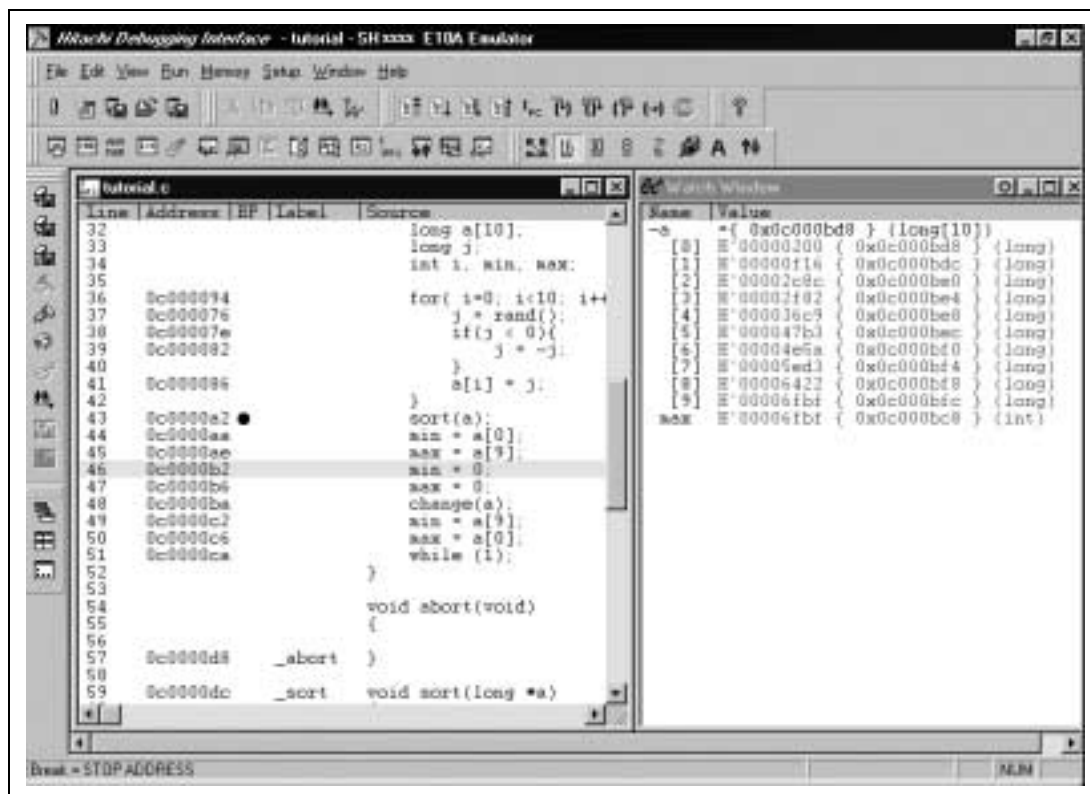 Hitachi Debugging Interface - tutorial - SHxxxx E10A Emulator
File Edit View Run Memory Setup Window Help
tutorial.c
Line Address BP Label Source
32 long a[10];
33 long j;
34 int i, min, max;
35
36 0c000094 for( i=0; i<10; i++
37 0c000076 j = rand();
38 0c00007e if(j < 0){
39 0c000082 j = -j;
40 }
41 0c000086 a[i] = j;
42 }
43 0c0000a2 ● sort(a);
44 0c0000aa min = a[0];
45 0c0000ae max = a[9];
46 0c0000b2 min = 0;
47 0c0000b6 max = 0;
48 0c0000ba change(a);
49 0c0000c2 min = a[9];
50 0c0000c6 max = a[0];
51 0c0000ca while (1);
52 }
53
54 void abort(void)
55 {
56
57 0c0000d8 _abort }
58
59 0c0000dc _sort void sort(long *a)
Watch Window
Name Value
-a ={ 0x0c000bd8 } (long[10])
[0] H'00000200 { 0x0c000bd8 } (long)
[1] H'00000f16 { 0x0c000bdc } (long)
[2] H'00002c8c { 0x0c000be0 } (long)
[3] H'00002f02 { 0x0c000be4 } (long)
[4] H'000036c9 { 0x0c000be8 } (long)
[5] H'000047b3 { 0x0c000bec } (long)
[6] H'00004e5a { 0x0c000bf0 } (long)
[7] H'00005ed3 { 0x0c000bf4 } (long)
[8] H'00006422 { 0x0c000bf8 } (long)
[9] H'00006fbf { 0x0c000bfc } (long)
max H'00006fbf { 0x0c000bc8 } (int)
Break = STOP ADDRESS
NUM